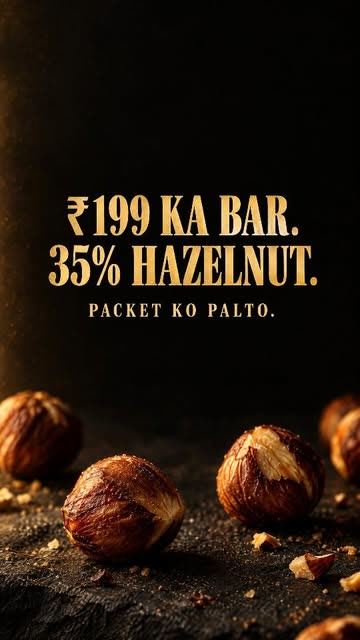 ₹199 KA BAR.
35% HAZELNUT.
PACKET KO PALTO.